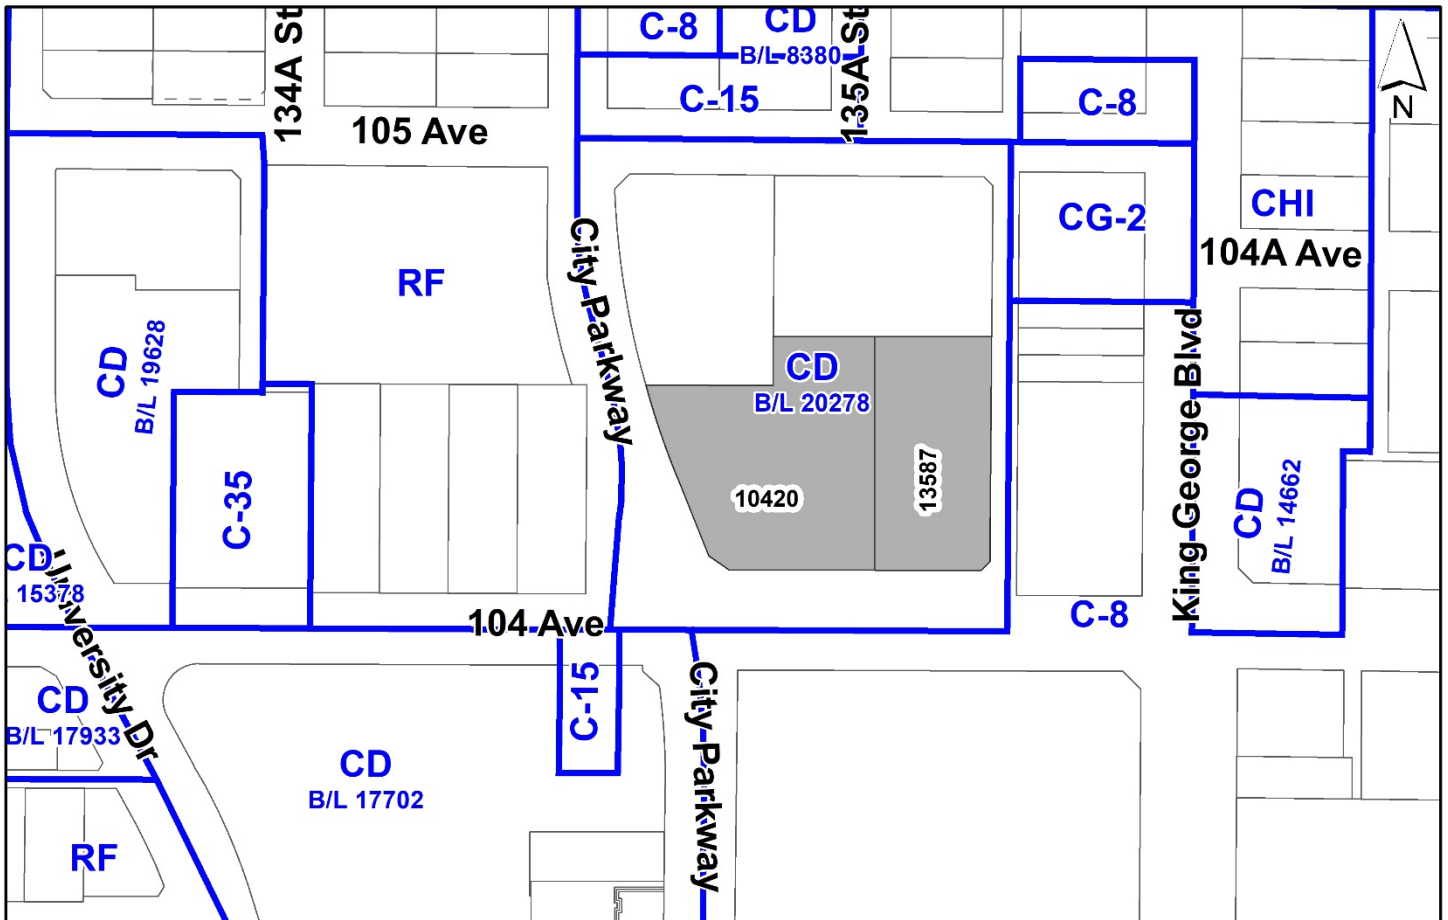 134A St
C-8
CD
B/L 8380
135A St
C-15
105 Ave
C-8
N
CG-2
CHI
104A Ave
City Parkway
RF
CD
B/L 19628
CD
B/L 20278
King George Blvd
C-35
10420
13587
CD
B/L 14662
CD
15378
University Dr
104 Ave
C-8
C-15
City Parkway
CD
B/L 17933
CD
B/L 17702
RF